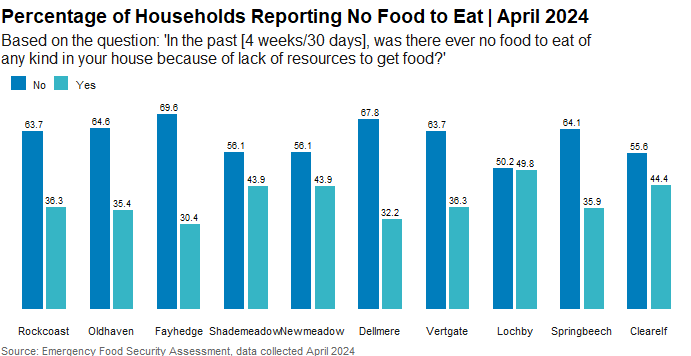 Percentage of Households Reporting No Food to Eat | April 2024
Based on the question: 'In the past [4 weeks/30 days], was there ever no food to eat of
any kind in your house because of lack of resources to get food?'
No Yes
63.7 36.3 64.6 35.4 69.6 30.4 56.1 43.9 56.1 43.9 67.8 32.2 63.7 36.3 50.2 49.8 64.1 35.9 55.6 44.4
Rockcoast Oldhaven Fayhedge Shademeadow Newmeadow Dellmere Vertgate Lochby Springbeech Clearelf
Source: Emergency Food Security Assessment, data collected April 2024